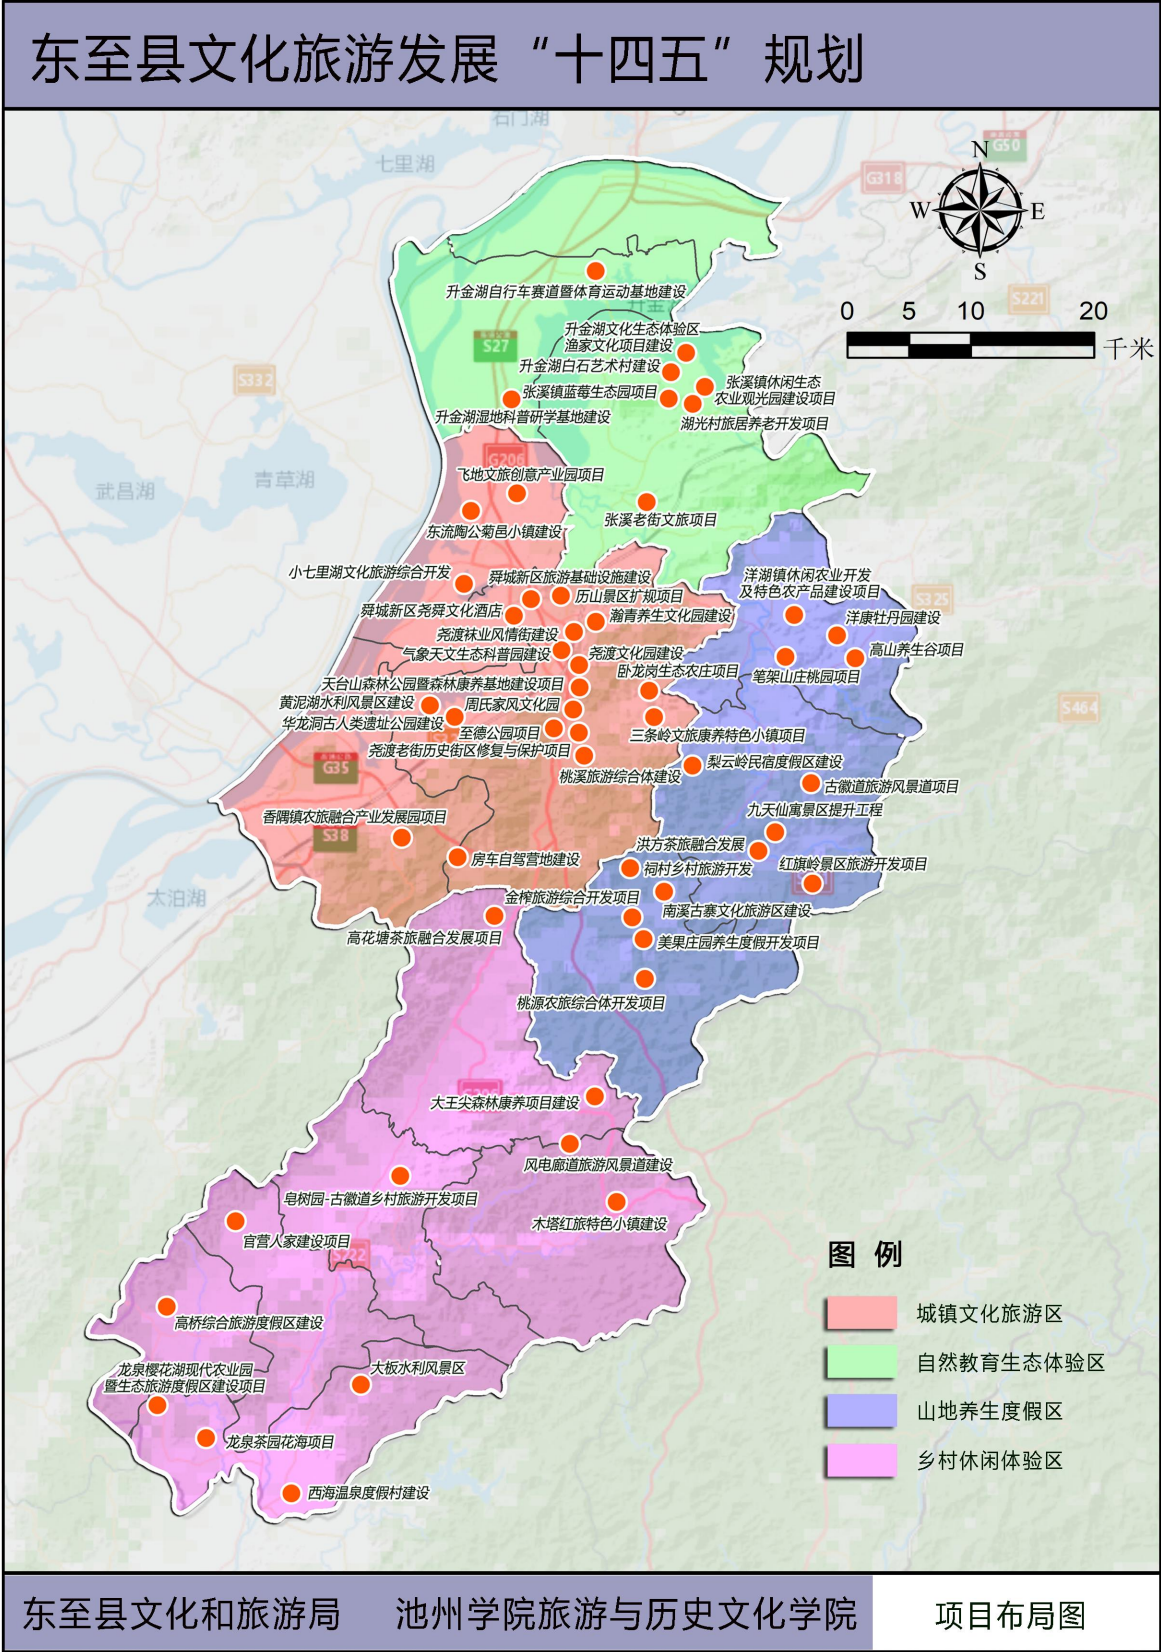 东至县文化旅游发展“十四五”规划
石门湖
七里湖
G50
G318
N
W
E
S
S221
0 5 10 20
千米
升金湖自行车赛道暨体育运动基地建设
S27
升金湖文化生态体验区
渔家文化项目建设
升金湖白石艺术村建设
S332
张溪镇休闲生态
农业观光园建设项目
张溪镇蓝莓生态园项目
升金湖湿地科普研学基地建设
湖光村旅居养老开发项目
G206
飞地文旅创意产业园项目
武昌湖
青草湖
东流陶公菊邑小镇建设
张溪老街文旅项目
小七里湖文化旅游综合开发
舜城新区旅游基础设施建设
历山景区扩规项目
舜城新区尧舜文化酒店
瀚青养生文化园建设
洋湖镇休闲农业开发
及特色农产品建设项目
S325
洋康牡丹园建设
尧渡袜业风情街建设
气象天文生态科普园建设
尧渡文化园建设
高山养生谷项目
卧龙岗生态农庄项目
笔架山庄桃园项目
天台山森林公园暨森林康养基地建设项目
黄泥湖水利风景区建设
周氏家风文化园
S464
华龙洞古人类遗址公园建设
至德公园项目
三条岭文旅康养特色小镇项目
尧渡老街历史街区修复与保护项目
G35
桃溪旅游综合体建设
梨云岭民宿度假区建设
古徽道旅游风景道项目
香隅镇农旅融合产业发展园项目
九天仙寓景区提升工程
S38
洪方茶旅融合发展
房车自驾营地建设
祠村乡村旅游开发
红旗岭景区旅游开发项目
太泊湖
金榨旅游综合开发项目
南溪古寨文化旅游区建设
高花塘茶旅融合发展项目
美果庄园养生度假开发项目
桃源农旅综合体开发项目
大王尖森林康养项目建设
风电廊道旅游风景道建设
皂树园-古徽道乡村旅游开发项目
木塔红旅特色小镇建设
官营人家建设项目
高桥综合旅游度假区建设
龙泉樱花湖现代农业园
暨生态旅游度假区建设项目
大板水利风景区
龙泉茶园花海项目
西海温泉度假村建设
图 例
城镇文化旅游区
自然教育生态体验区
山地养生度假区
乡村休闲体验区
东至县文化和旅游局 池州学院旅游与历史文化学院
项目布局图